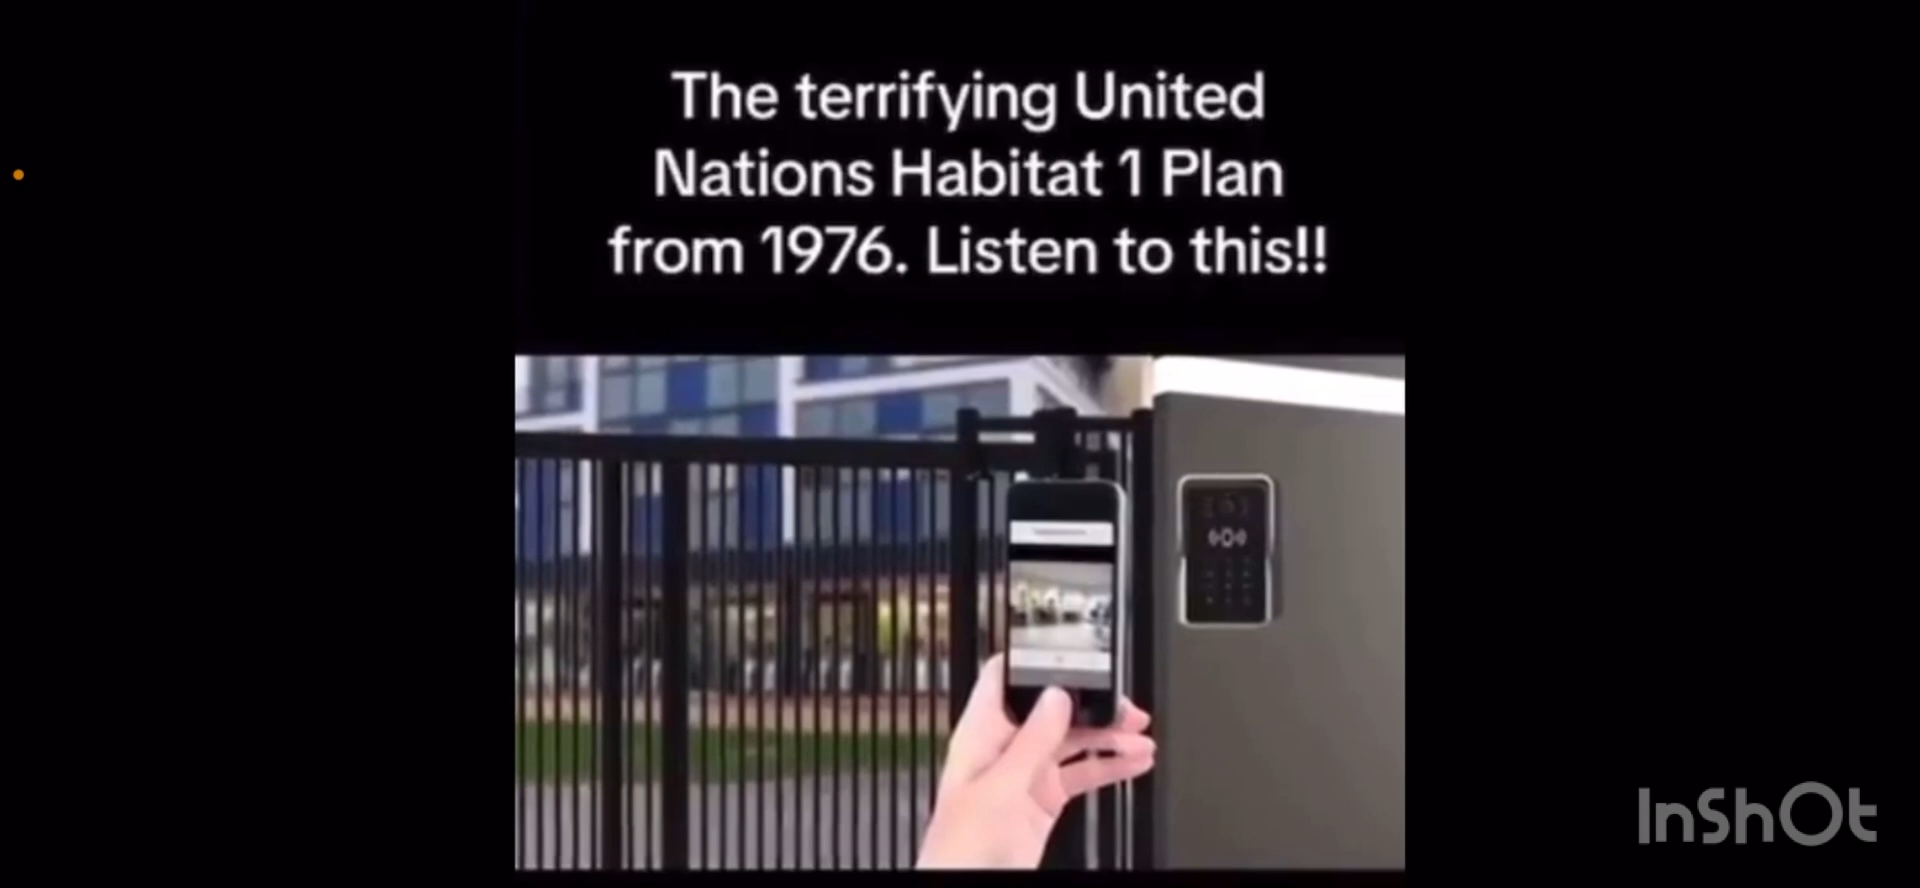 The terrifying United
Nations Habitat 1 Plan
from 1976. Listen to this!!
InShOt